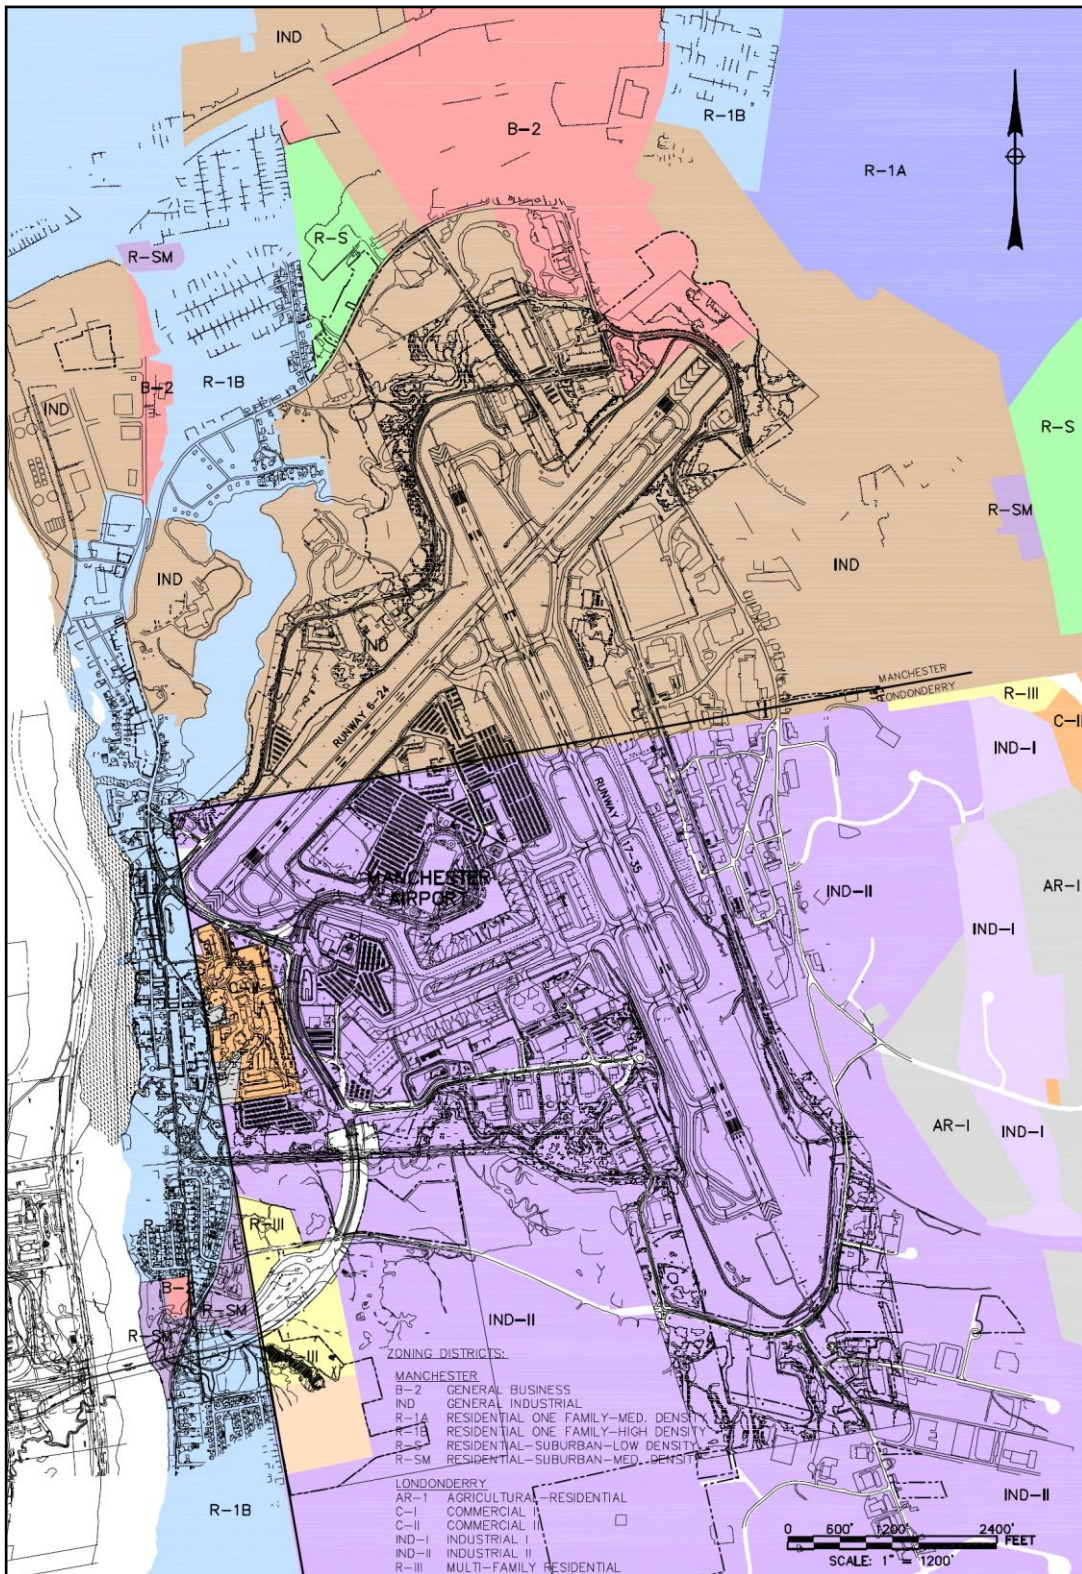 IND
B-2
R-1B
R-1A
R-S
R-SM
B-2
R-1B
IND
R-S
R-SM
IND
IND
IND
MANCHESTER
LONDONDERRY
R-III
C-II
IND-I
RUNWAY 6-24
RUNWAY 17-35
MANCHESTER
AIRPORT
IND-II
AR-I
IND-I
C-II
AR-I
IND-I
R-1B
R-III
B-2
R-SM
R-SM
IND-II
R-III
ZONING DISTRICTS:
MANCHESTER
B-2 GENERAL BUSINESS
IND GENERAL INDUSTRIAL
R-1A RESIDENTIAL ONE FAMILY-MED. DENSITY
R-1B RESIDENTIAL ONE FAMILY-HIGH DENSITY
R-S RESIDENTIAL-SUBURBAN-LOW DENSITY
R-SM RESIDENTIAL-SUBURBAN-MED. DENSITY
LONDONDERRY
AR-1 AGRICULTURAL-RESIDENTIAL
C-I COMMERCIAL I
C-II COMMERCIAL II
IND-I INDUSTRIAL I
IND-II INDUSTRIAL II
R-III MULTI-FAMILY RESIDENTIAL
R-1B
IND-II
0 600' 1200' 2400'
FEET
SCALE: 1" = 1200'